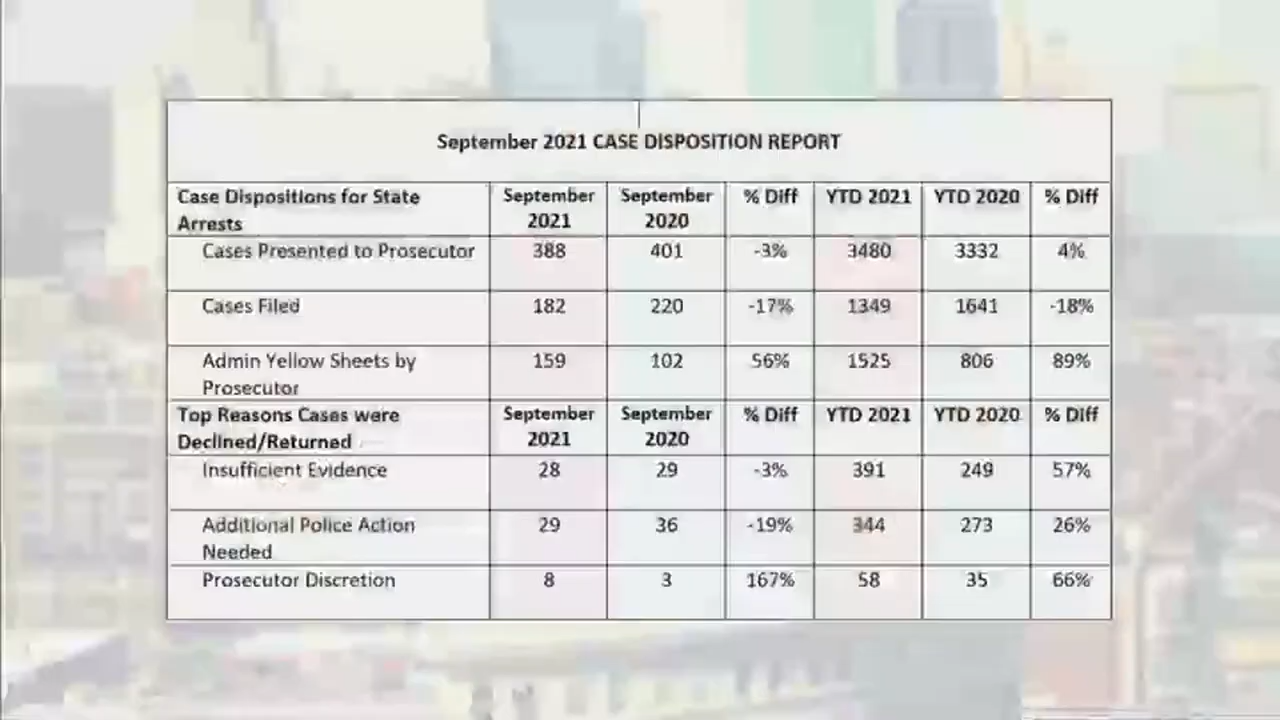 September 2021 CASE DISPOSITION REPORT
Case Dispositions for State Arrests | September 2021 | September 2020 | % Diff | YTD 2021 | YTD 2020 | % Diff
Cases Presented to Prosecutor | 388 | 401 | -3% | 3480 | 3332 | 4%
Cases Filed | 182 | 220 | -17% | 1349 | 1641 | -18%
Admin Yellow Sheets by Prosecutor | 159 | 102 | 56% | 1525 | 806 | 89%
Top Reasons Cases were Declined/Returned | September 2021 | September 2020 | % Diff | YTD 2021 | YTD 2020 | % Diff
Insufficient Evidence | 28 | 29 | -3% | 391 | 249 | 57%
Additional Police Action Needed | 29 | 36 | -19% | 344 | 273 | 26%
Prosecutor Discretion | 8 | 3 | 167% | 58 | 35 | 66%